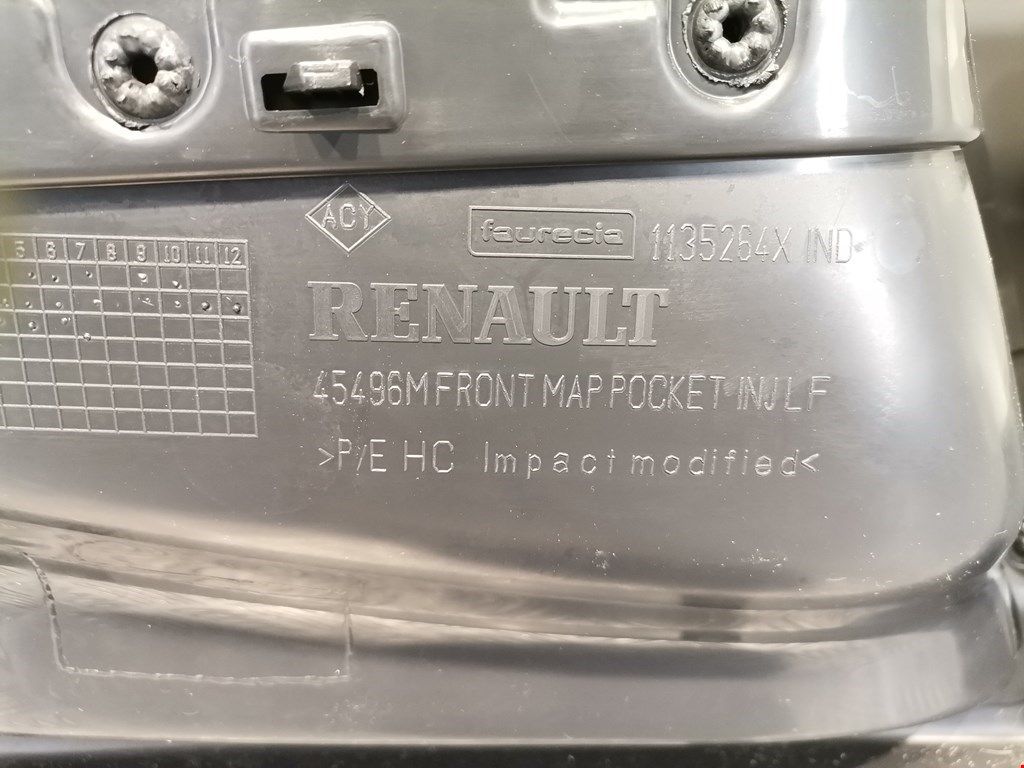 ACY
faurecia 1135264X IND
5 6 7 8 9 10 11 12
RENAULT
45496M FRONT MAP POCKET INJ LF
>P/E HC Impact modified<